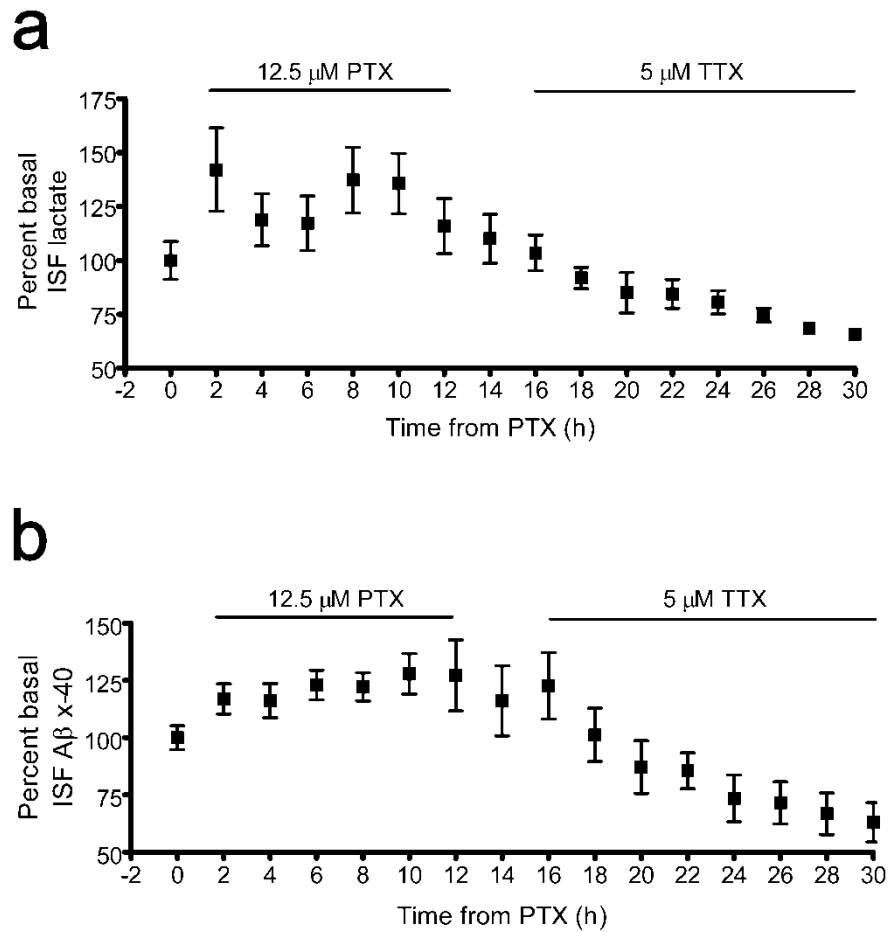 a
12.5 μM PTX
5 μM TTX
Percent basal
ISF lactate
175
150
125
100
75
50
-2 0 2 4 6 8 10 12 14 16 18 20 22 24 26 28 30
Time from PTX (h)
b
12.5 μM PTX
5 μM TTX
Percent basal
ISF Aβ x-40
150
125
100
75
50
-2 0 2 4 6 8 10 12 14 16 18 20 22 24 26 28 30
Time from PTX (h)